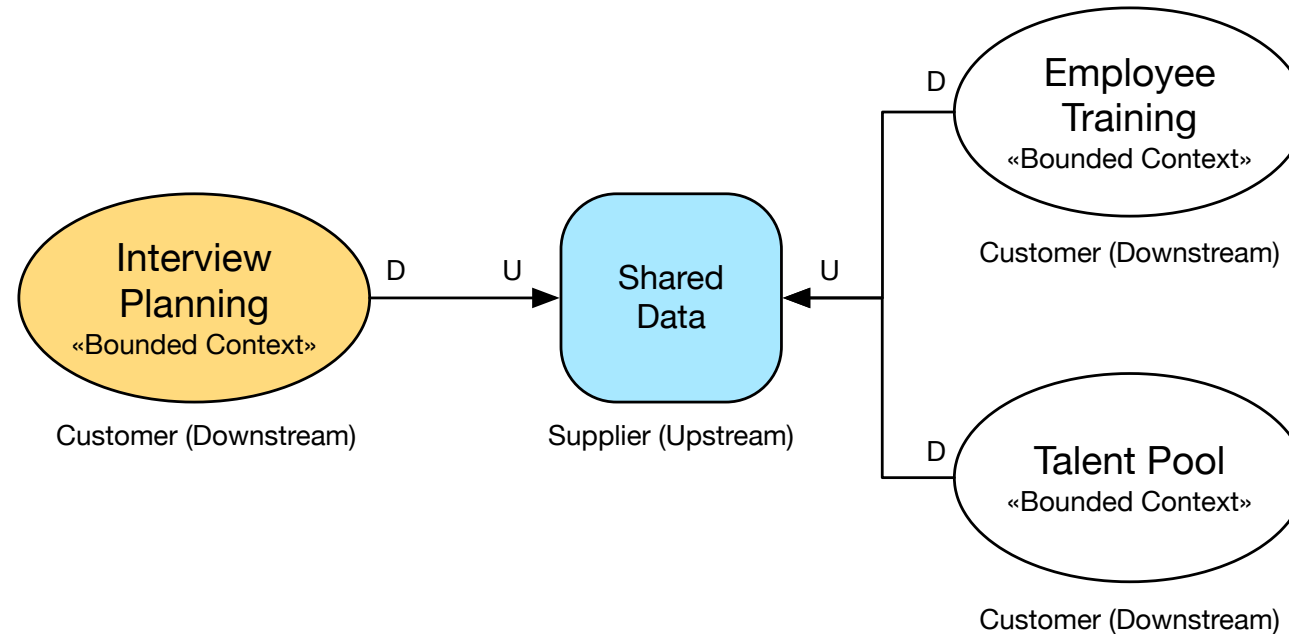 Interview
Planning
«Bounded Context»
Customer (Downstream)
D
U
Shared
Data
Supplier (Upstream)
U
D
Employee
Training
«Bounded Context»
Customer (Downstream)
D
Talent Pool
«Bounded Context»
Customer (Downstream)